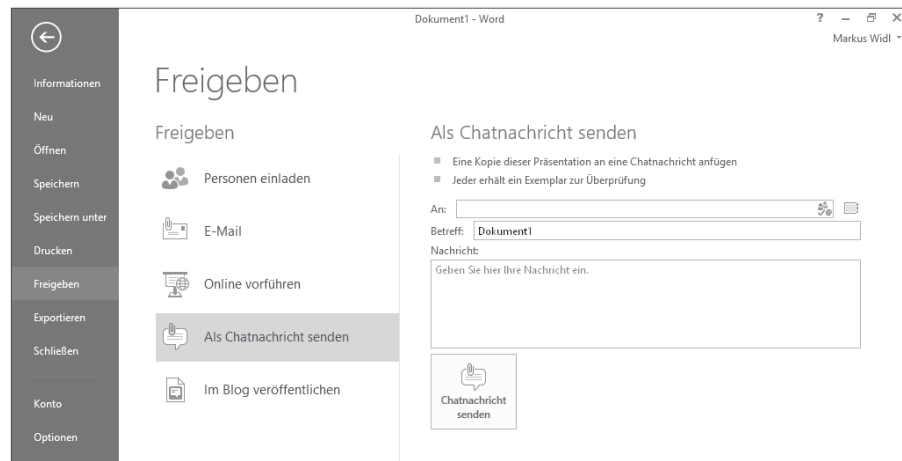 Dokument1 - Word
?
Markus Widl
Informationen
Neu
Öffnen
Speichern
Speichern unter
Drucken
Freigeben
Exportieren
Schließen
Konto
Optionen
Freigeben
Freigeben
Personen einladen
E-Mail
Online vorführen
Als Chatnachricht senden
Im Blog veröffentlichen
Als Chatnachricht senden
Eine Kopie dieser Präsentation an eine Chatnachricht anfügen
Jeder erhält ein Exemplar zur Überprüfung
An:
Betreff: Dokument1
Nachricht:
Geben Sie hier Ihre Nachricht ein.
Chatnachricht
senden